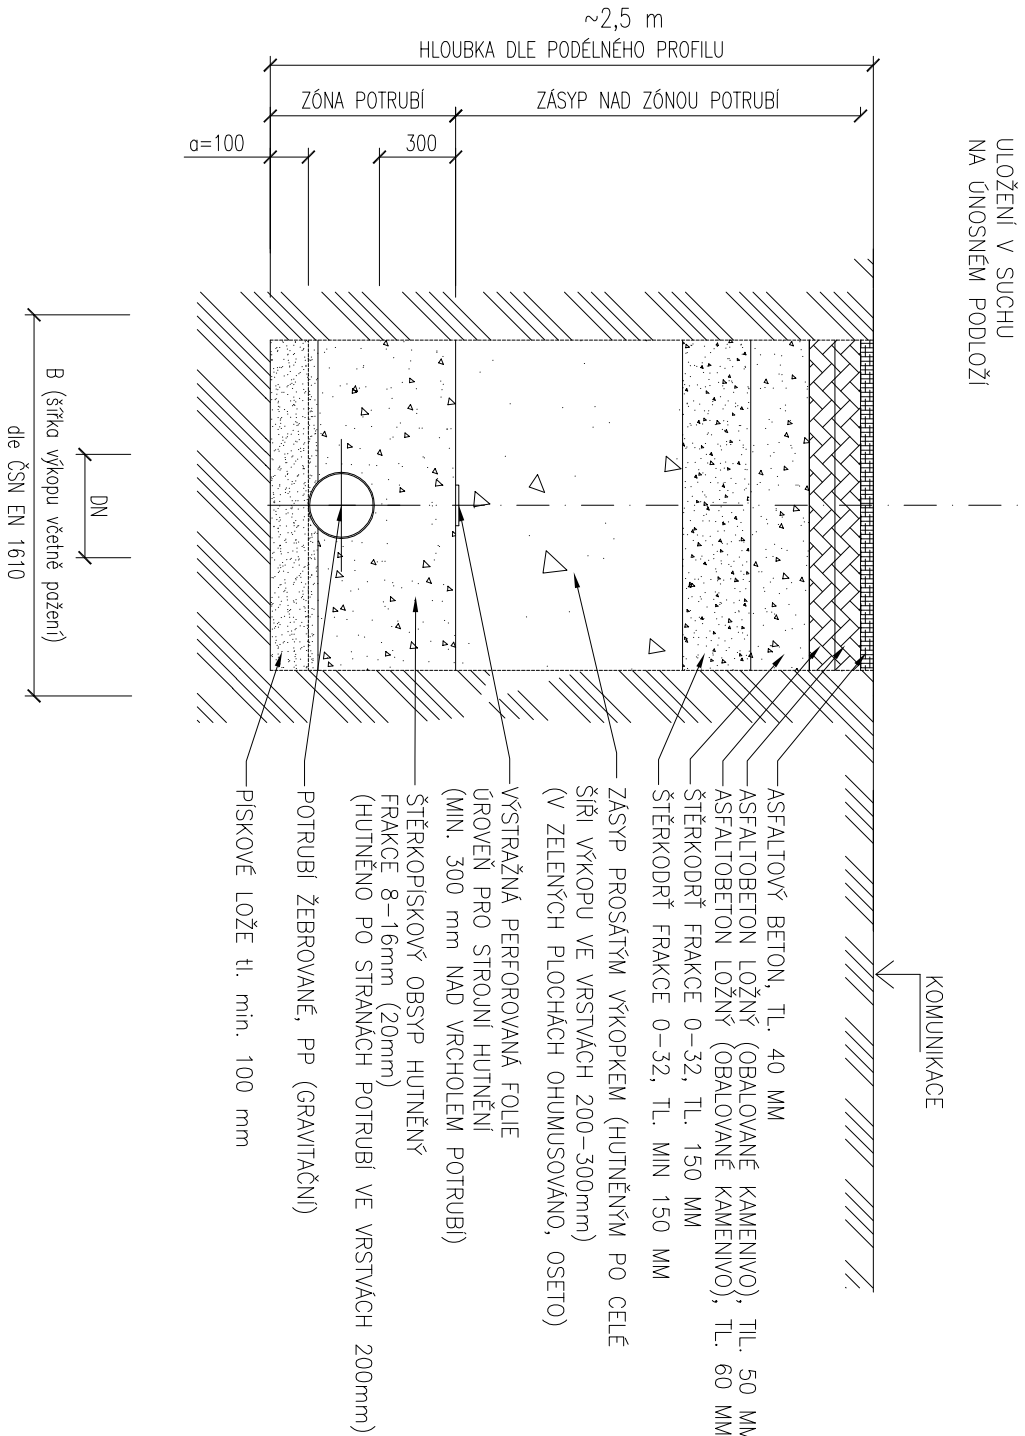 ~2,5 m
HLOUBKA DLE PODÉLNÉHO PROFILU
ZÓNA POTRUBÍ
ZÁSYP NAD ZÓNOU POTRUBÍ
a=100
300
ULOŽENÍ V SUCHU
NA ÚNOSNÉM PODLOŽÍ
KOMUNIKACE
ASFALTOVÝ BETON, TL. 40 MM
ASFALTOBETON LOŽNÝ (OBALOVANÉ KAMENIVO), TIL. 50 MM
ASFALTOBETON LOŽNÝ (OBALOVANÉ KAMENIVO), TL. 60 MM
ŠTĚRKODRŤ FRAKCE 0-32, TL. 150 MM
ŠTĚRKODRŤ FRAKCE 0-32, TL. MIN 150 MM
ZÁSYP PROSÁTÝM VÝKOPKEM (HUTNĚNÝM PO CELÉ
ŠÍŘI VÝKOPU VE VRSTVÁCH 200-300mm)
(V ZELENÝCH PLOCHÁCH OHUMUSOVÁNO, OSETO)
VÝSTRAŽNÁ PERFOROVANÁ FOLIE
ÚROVEŇ PRO STROJNÍ HUTNĚNÍ
(MIN. 300 mm NAD VRCHOLEM POTRUBÍ)
ŠTĚRKOPÍSKOVÝ OBSYP HUTNĚNÝ
FRAKCE 8-16mm (20mm)
(HUTNĚNO PO STRANÁCH POTRUBÍ VE VRSTVÁCH 200mm)
POTRUBÍ ŽEBROVANÉ, PP (GRAVITAČNÍ)
PÍSKOVÉ LOŽE tl. min. 100 mm
DN
B (šířka výkopu včetně pažení)
dle ČSN EN 1610